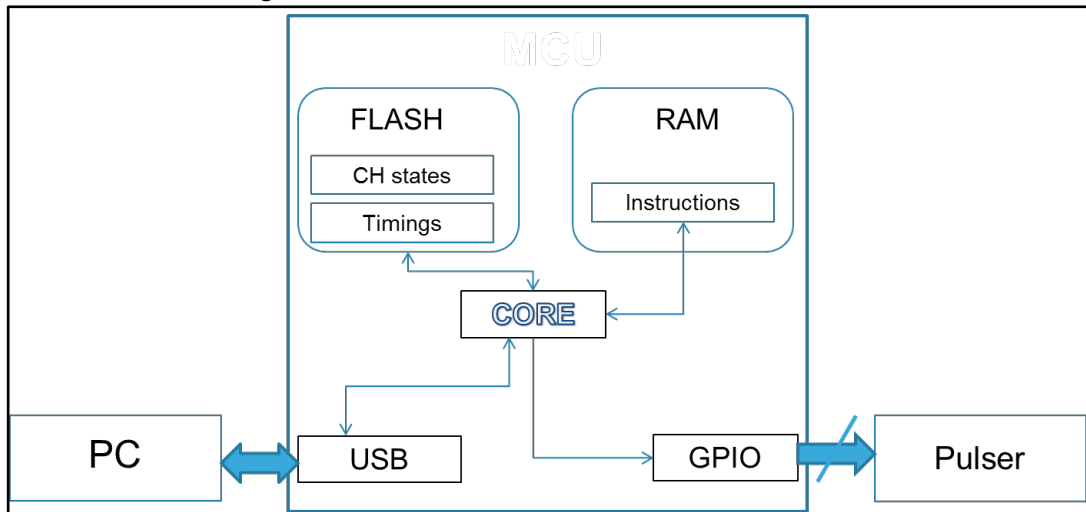 MCU
FLASH
RAM
CH states
Timings
Instructions
CORE
PC
USB
GPIO
Pulser